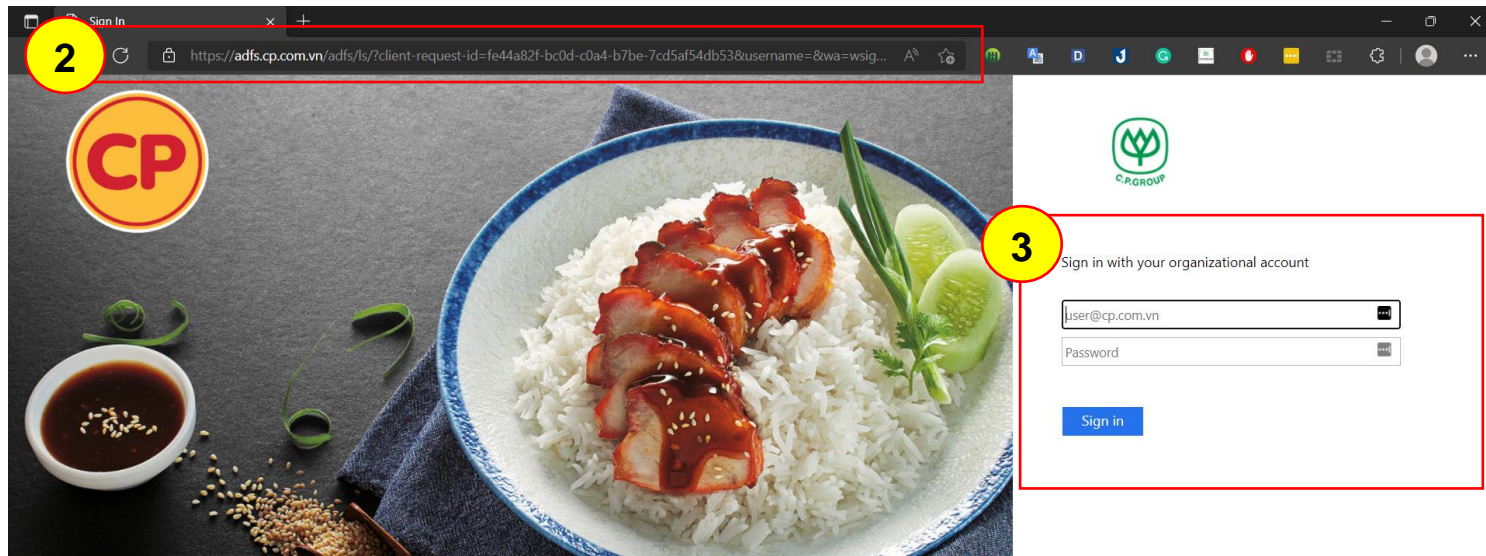 Sign In
2
https://adfs.cp.com.vn/adfs/ls/?client-request-id=fe44a82f-bc0d-c0a4-b7be-7cd5af54db53&username=&wa=wsig...
CP
C.P.GROUP
3
Sign in with your organizational account
user@cp.com.vn
Password
Sign in